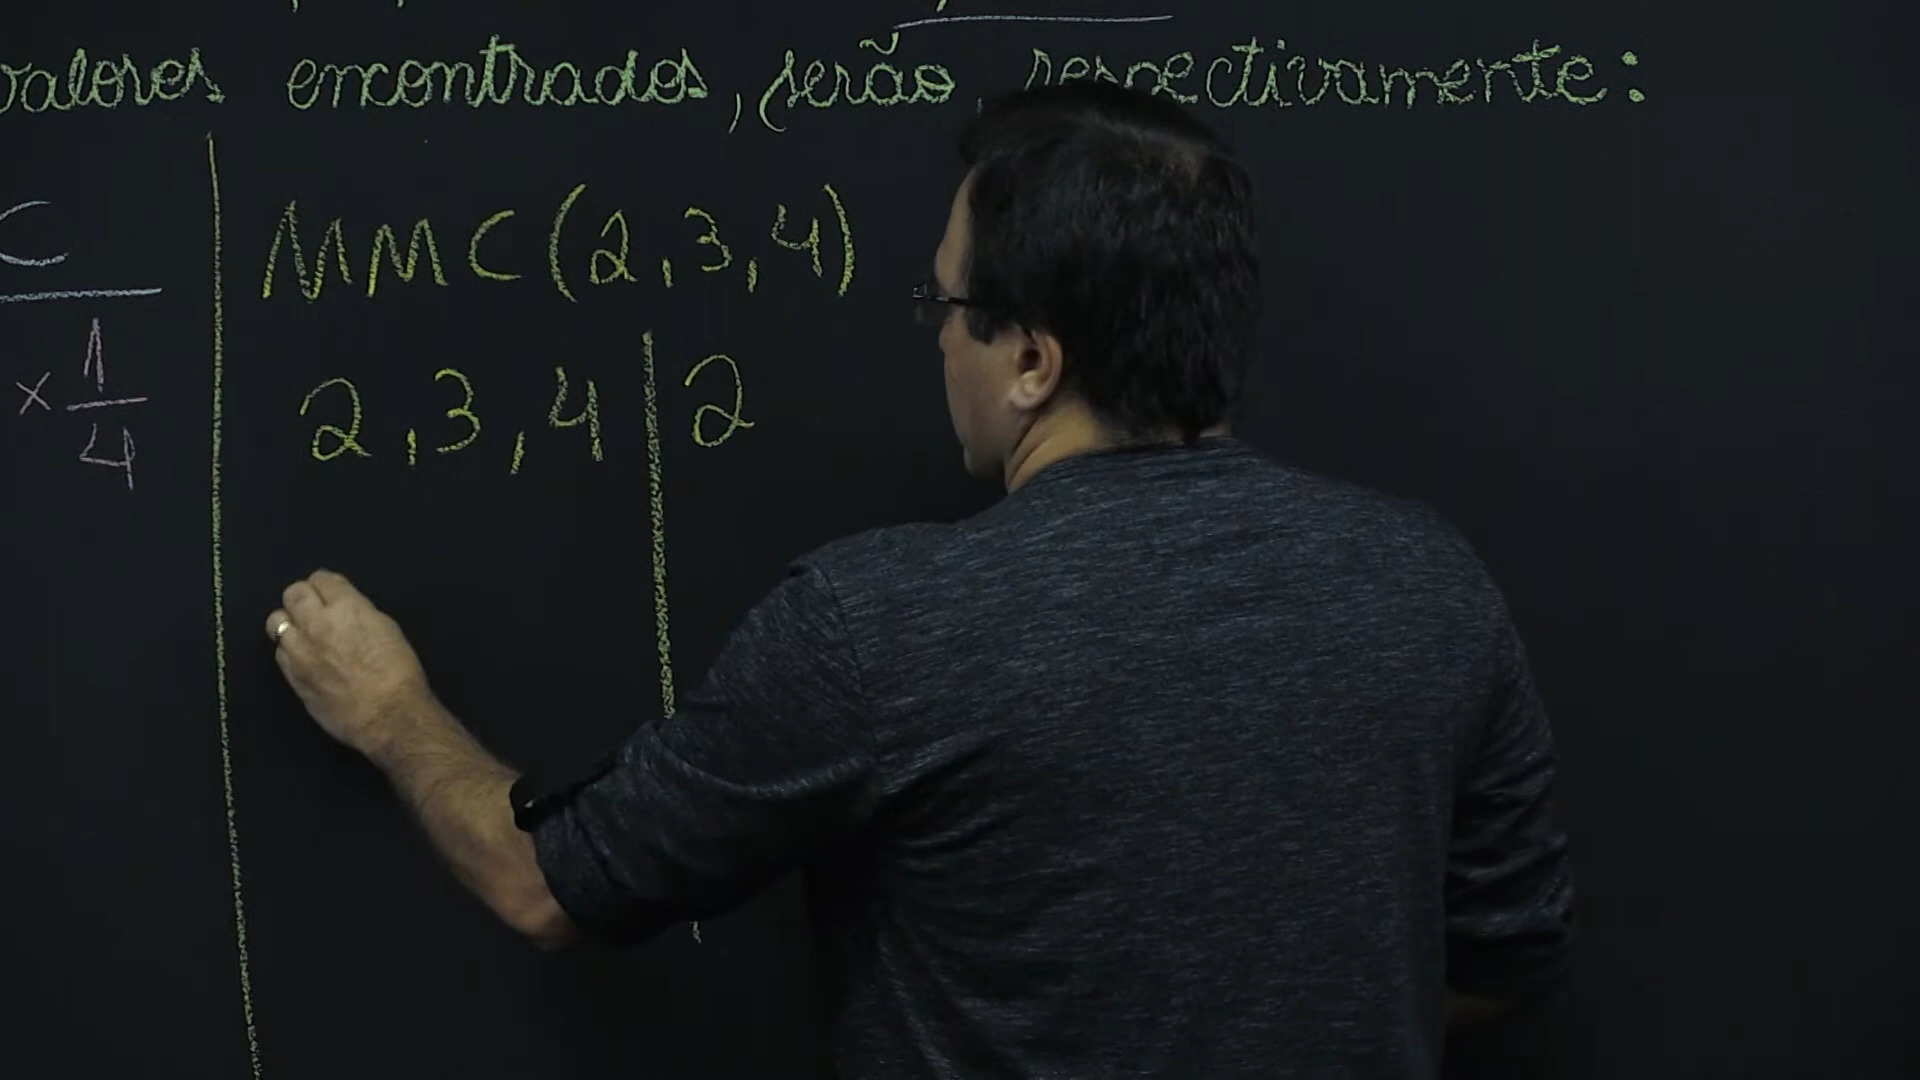 valores encontrados, serão, respectivamente:
C
x 1/4
MMC(2,3,4)
2,3,4 | 2